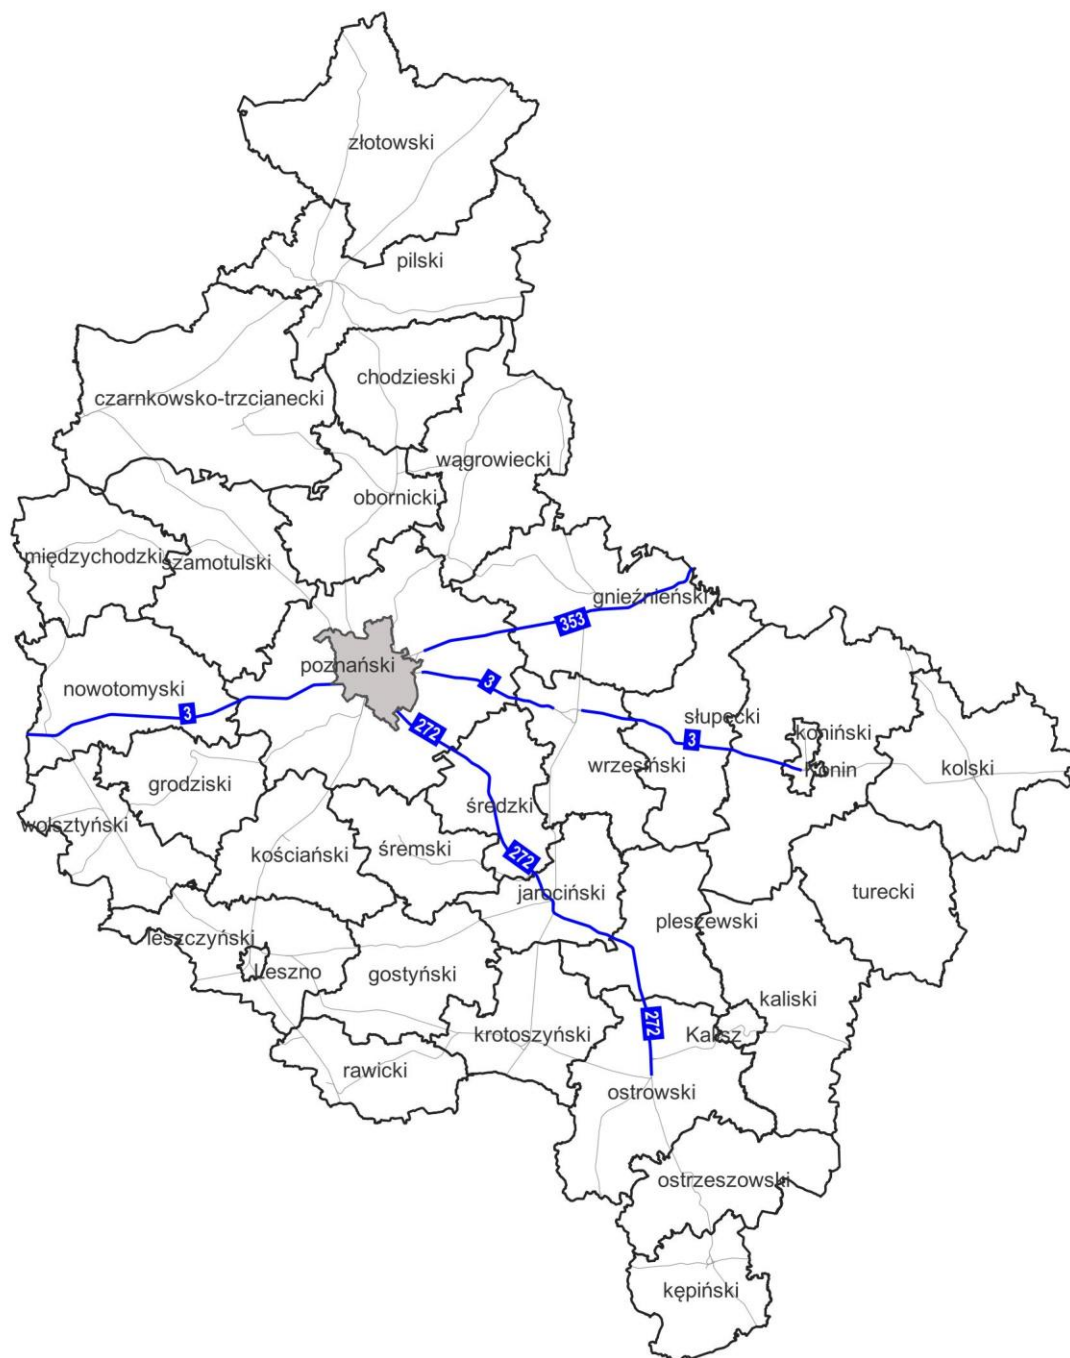 złotowski
pilski
chodzieski
czarnkowsko-trzcianecki
wągrowiecki
obornicki
międzychodzki
szamotulski
gnieźnieński
353
poznański
3
nowotomyski
3
272
słupecki
3
koniński
wrzesiński
Konin
kolski
grodziski
średzki
wolsztyński
kościański
śremski
272
jarociński
turecki
pleszewski
leszczyński
Leszno
gostyński
kaliski
272
krotoszyński
Kalisz
rawicki
ostrowski
ostrzeszowski
kępiński